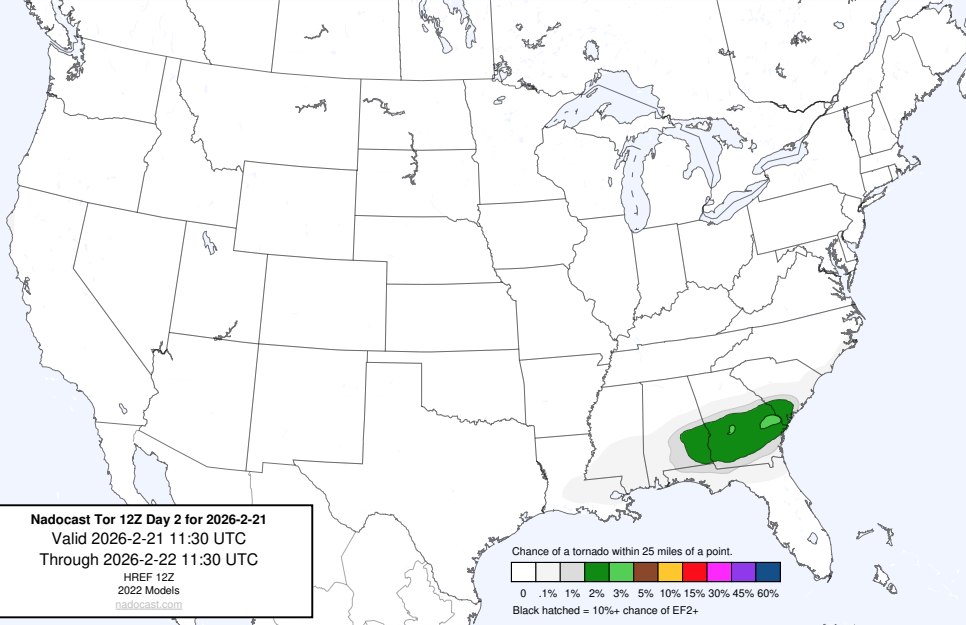 Nadocast Tor 12Z Day 2 for 2026-2-21
Valid 2026-2-21 11:30 UTC
Through 2026-2-22 11:30 UTC
HREF 12Z
2022 Models
nadocast.com
Chance of a tornado within 25 miles of a point.
0 .1% 1% 2% 3% 5% 10% 15% 30% 45% 60%
Black hatched = 10%+ chance of EF2+